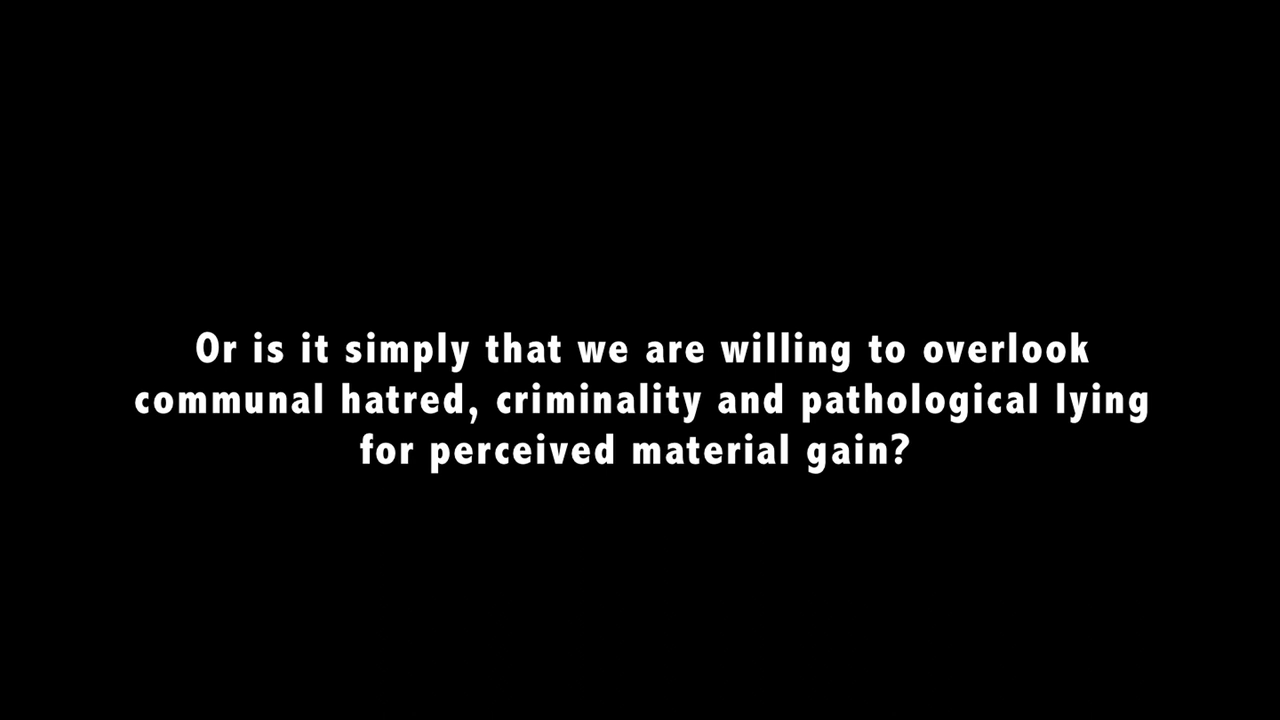 Or is it simply that we are willing to overlook
communal hatred, criminality and pathological lying
for perceived material gain?